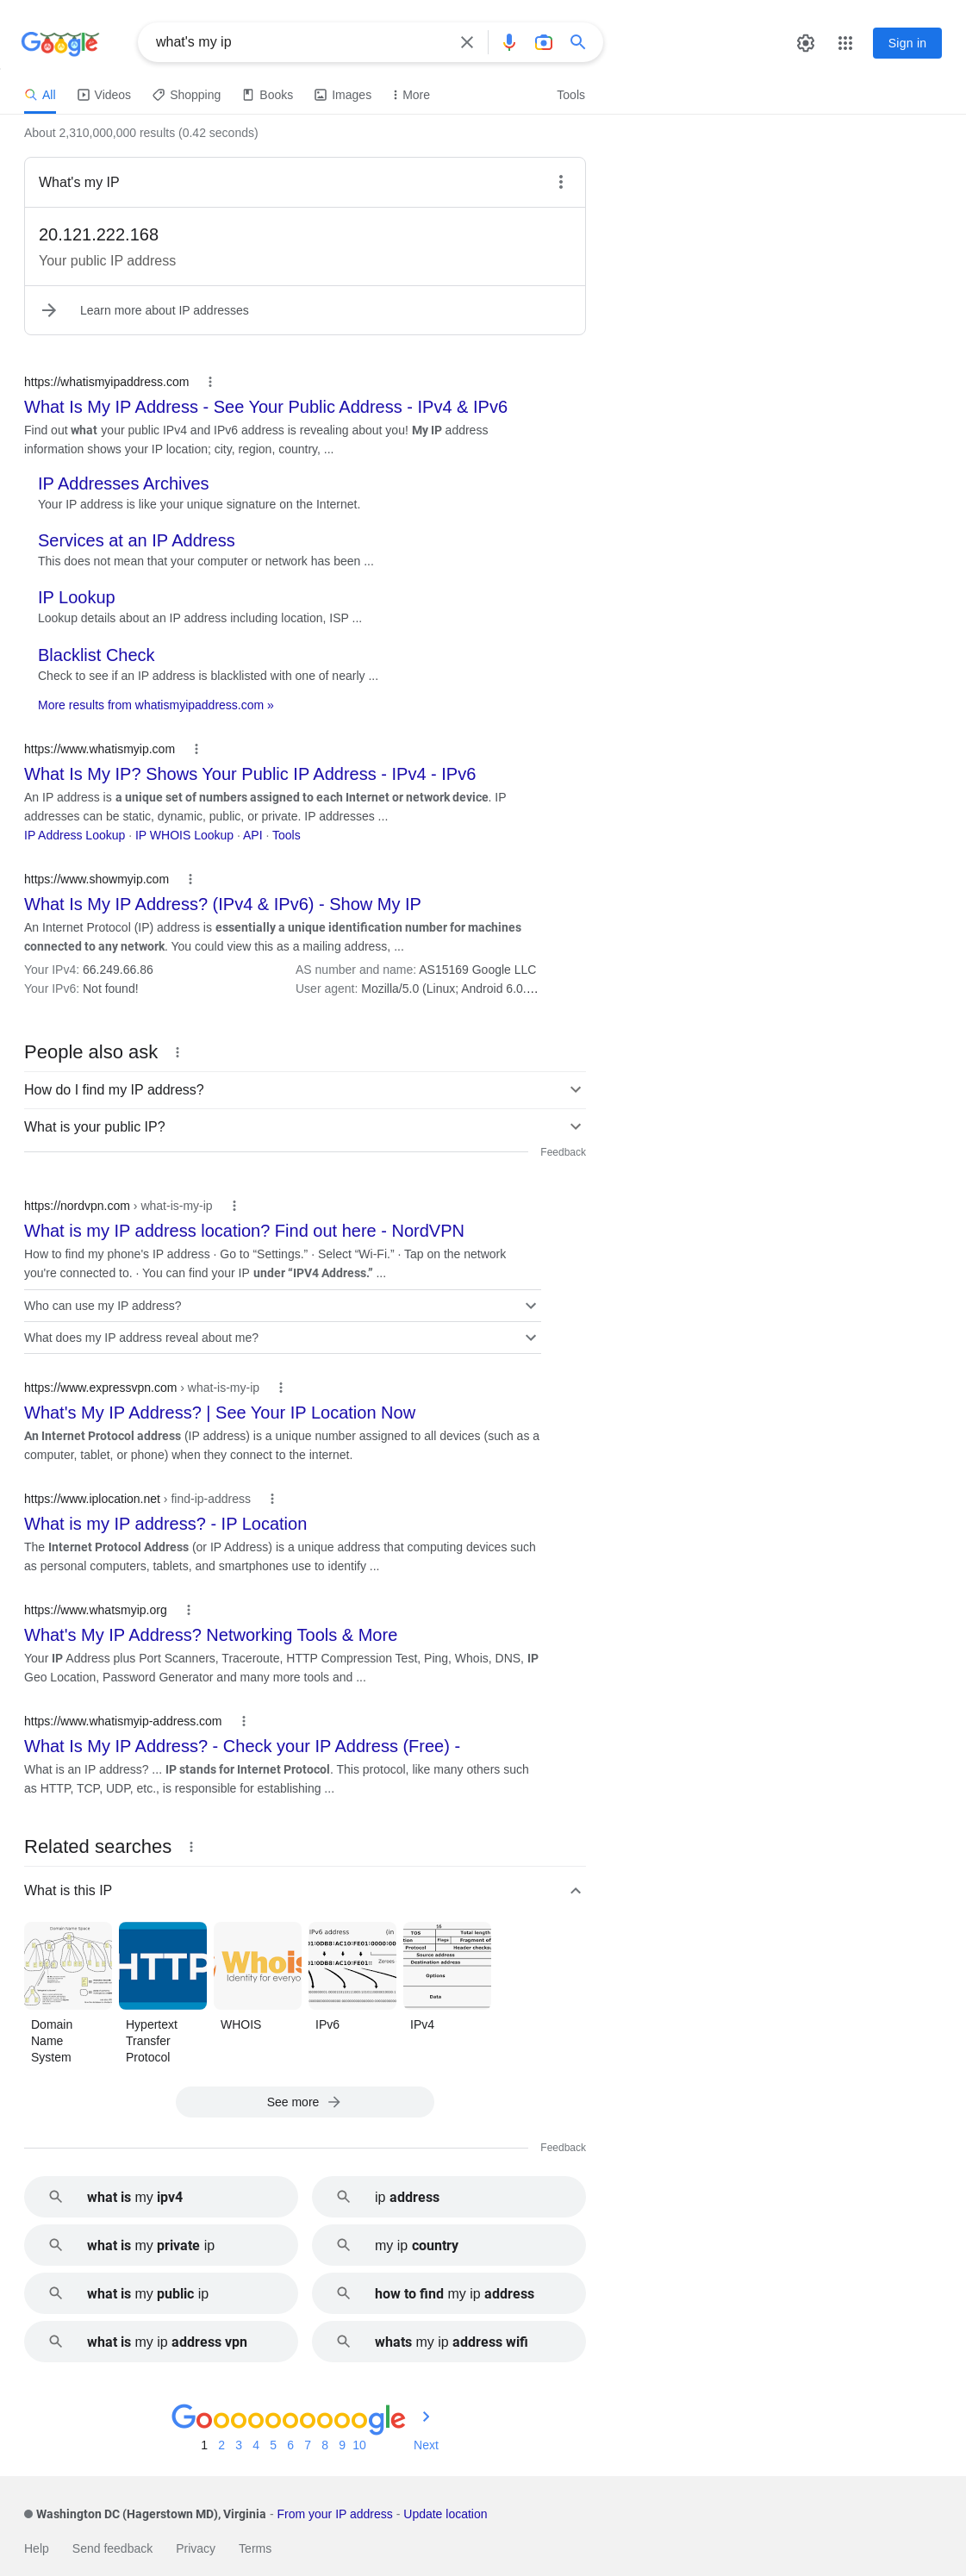 Google
what's my ip
Sign in
All
Videos
Shopping
Books
Images
More
Tools
About 2,310,000,000 results (0.42 seconds)
What's my IP
20.121.222.168
Your public IP address
Learn more about IP addresses
https://whatismyipaddress.com
What Is My IP Address - See Your Public Address - IPv4 & IPv6
Find out what your public IPv4 and IPv6 address is revealing about you! My IP address
information shows your IP location; city, region, country, ...
IP Addresses Archives
Your IP address is like your unique signature on the Internet.
Services at an IP Address
This does not mean that your computer or network has been ...
IP Lookup
Lookup details about an IP address including location, ISP ...
Blacklist Check
Check to see if an IP address is blacklisted with one of nearly ...
More results from whatismyipaddress.com »
https://www.whatismyip.com
What Is My IP? Shows Your Public IP Address - IPv4 - IPv6
An IP address is a unique set of numbers assigned to each Internet or network device. IP
addresses can be static, dynamic, public, or private. IP addresses ...
IP Address Lookup · IP WHOIS Lookup · API · Tools
https://www.showmyip.com
What Is My IP Address? (IPv4 & IPv6) - Show My IP
An Internet Protocol (IP) address is essentially a unique identification number for machines
connected to any network. You could view this as a mailing address, ...
Your IPv4: 66.249.66.86
AS number and name: AS15169 Google LLC
Your IPv6: Not found!
User agent: Mozilla/5.0 (Linux; Android 6.0....
People also ask
How do I find my IP address?
What is your public IP?
Feedback
https://nordvpn.com › what-is-my-ip
What is my IP address location? Find out here - NordVPN
How to find my phone's IP address · Go to “Settings.” · Select “Wi-Fi.” · Tap on the network
you're connected to. · You can find your IP under “IPV4 Address.” ...
Who can use my IP address?
What does my IP address reveal about me?
https://www.expressvpn.com › what-is-my-ip
What's My IP Address? | See Your IP Location Now
An Internet Protocol address (IP address) is a unique number assigned to all devices (such as a
computer, tablet, or phone) when they connect to the internet.
https://www.iplocation.net › find-ip-address
What is my IP address? - IP Location
The Internet Protocol Address (or IP Address) is a unique address that computing devices such
as personal computers, tablets, and smartphones use to identify ...
https://www.whatsmyip.org
What's My IP Address? Networking Tools & More
Your IP Address plus Port Scanners, Traceroute, HTTP Compression Test, Ping, Whois, DNS, IP
Geo Location, Password Generator and many more tools and ...
https://www.whatismyip-address.com
What Is My IP Address? - Check your IP Address (Free) -
What is an IP address? ... IP stands for Internet Protocol. This protocol, like many others such
as HTTP, TCP, UDP, etc., is responsible for establishing ...
Related searches
What is this IP
Domain Name Space
HTTP
Whois
Identity for everyo
IPv6 address (in
Zeroes
16
TOS Total length
Flags Fragment of
Protocol Header checks
Source address
Destination address
Options
Data
Domain
Name
System
Hypertext
Transfer
Protocol
WHOIS
IPv6
IPv4
See more
Feedback
what is my ipv4
ip address
what is my private ip
my ip country
what is my public ip
how to find my ip address
what is my ip address vpn
whats my ip address wifi
Goooooooooogle
1 2 3 4 5 6 7 8 9 10 Next
Washington DC (Hagerstown MD), Virginia - From your IP address - Update location
Help
Send feedback
Privacy
Terms